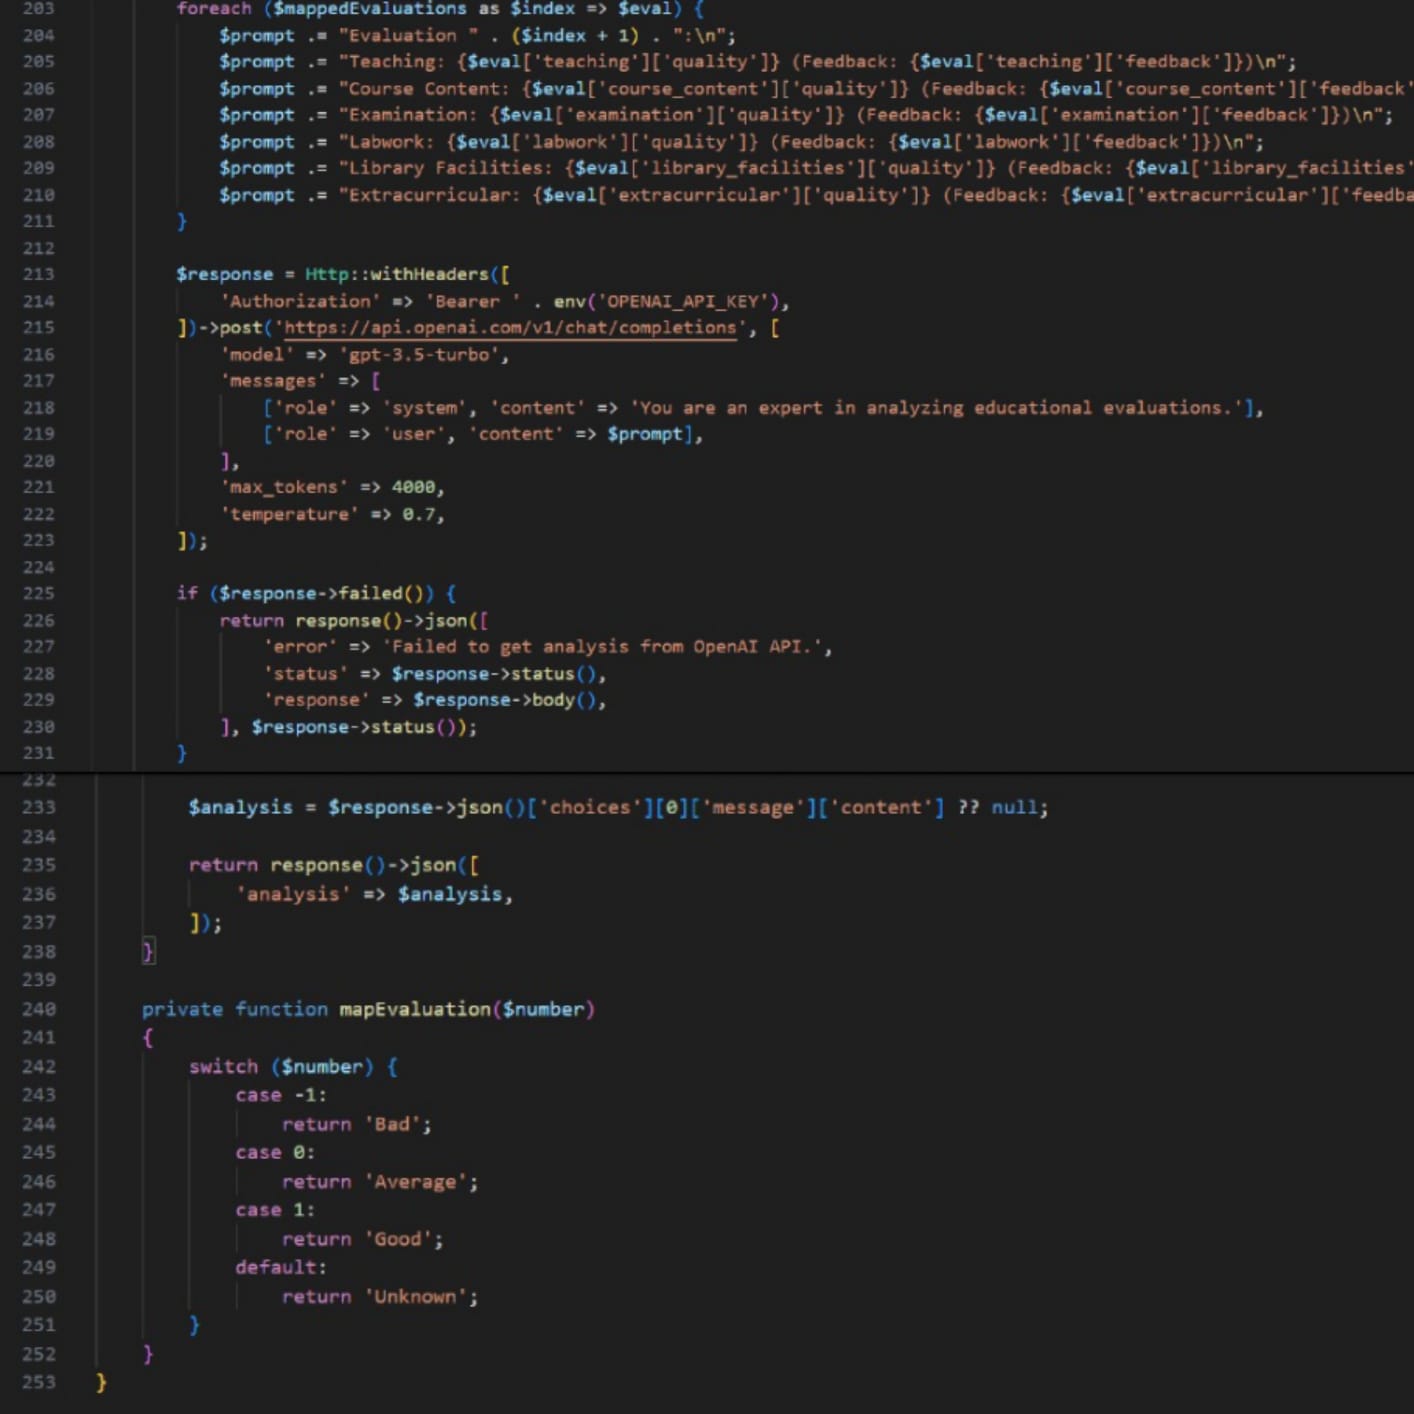 203 foreach ($mappedEvaluations as $index => $eval) {
204 $prompt .= "Evaluation " . ($index + 1) . ":\n";
205 $prompt .= "Teaching: {$eval['teaching']['quality']} (Feedback: {$eval['teaching']['feedback']})\n";
206 $prompt .= "Course Content: {$eval['course_content']['quality']} (Feedback: {$eval['course_content']['feedback'
207 $prompt .= "Examination: {$eval['examination']['quality']} (Feedback: {$eval['examination']['feedback']})\n";
208 $prompt .= "Labwork: {$eval['labwork']['quality']} (Feedback: {$eval['labwork']['feedback']})\n";
209 $prompt .= "Library Facilities: {$eval['library_facilities']['quality']} (Feedback: {$eval['library_facilities'
210 $prompt .= "Extracurricular: {$eval['extracurricular']['quality']} (Feedback: {$eval['extracurricular']['feedba
211 }
212
213 $response = Http::withHeaders([
214 'Authorization' => 'Bearer ' . env('OPENAI_API_KEY'),
215 ])->post('https://api.openai.com/v1/chat/completions', [
216 'model' => 'gpt-3.5-turbo',
217 'messages' => [
218 ['role' => 'system', 'content' => 'You are an expert in analyzing educational evaluations.'],
219 ['role' => 'user', 'content' => $prompt],
220 ],
221 'max_tokens' => 4000,
222 'temperature' => 0.7,
223 ]);
224
225 if ($response->failed()) {
226 return response()->json([
227 'error' => 'Failed to get analysis from OpenAI API.',
228 'status' => $response->status(),
229 'response' => $response->body(),
230 ], $response->status());
231 }
232
233 $analysis = $response->json()['choices'][0]['message']['content'] ?? null;
234
235 return response()->json([
236 'analysis' => $analysis,
237 ]);
238 }
239
240 private function mapEvaluation($number)
241 {
242 switch ($number) {
243 case -1:
244 return 'Bad';
245 case 0:
246 return 'Average';
247 case 1:
248 return 'Good';
249 default:
250 return 'Unknown';
251 }
252 }
253 }